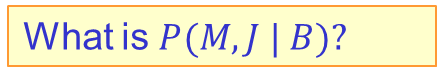 What is P(M, J | B)?